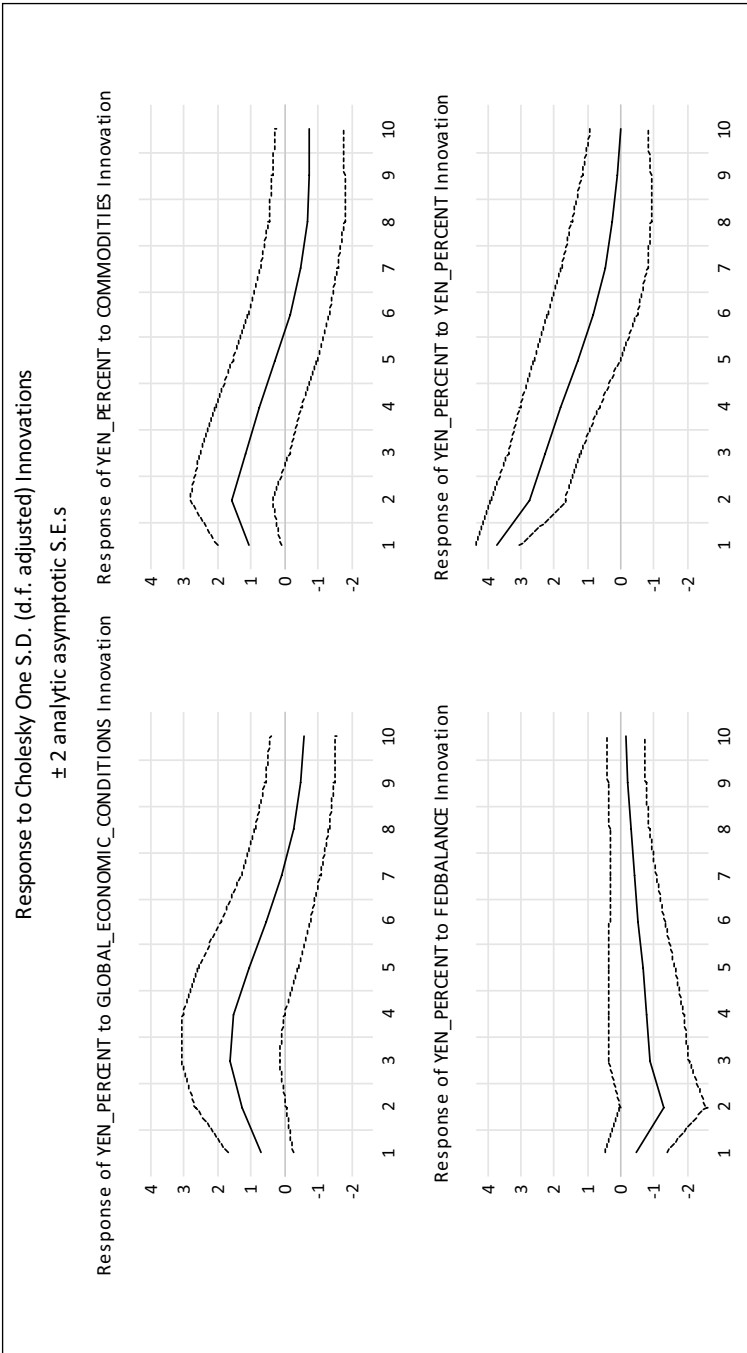 Response to Cholesky One S.D. (d.f. adjusted) Innovations
± 2 analytic asymptotic S.E.s
Response of YEN_PERCENT to GLOBAL_ECONOMIC_CONDITIONS Innovation
4
3
2
1
0
-1
-2
1 2 3 4 5 6 7 8 9 10
Response of YEN_PERCENT to COMMODITIES Innovation
4
3
2
1
0
-1
-2
1 2 3 4 5 6 7 8 9 10
Response of YEN_PERCENT to FEDBALANCE Innovation
4
3
2
1
0
-1
-2
1 2 3 4 5 6 7 8 9 10
Response of YEN_PERCENT to YEN_PERCENT Innovation
4
3
2
1
0
-1
-2
1 2 3 4 5 6 7 8 9 10